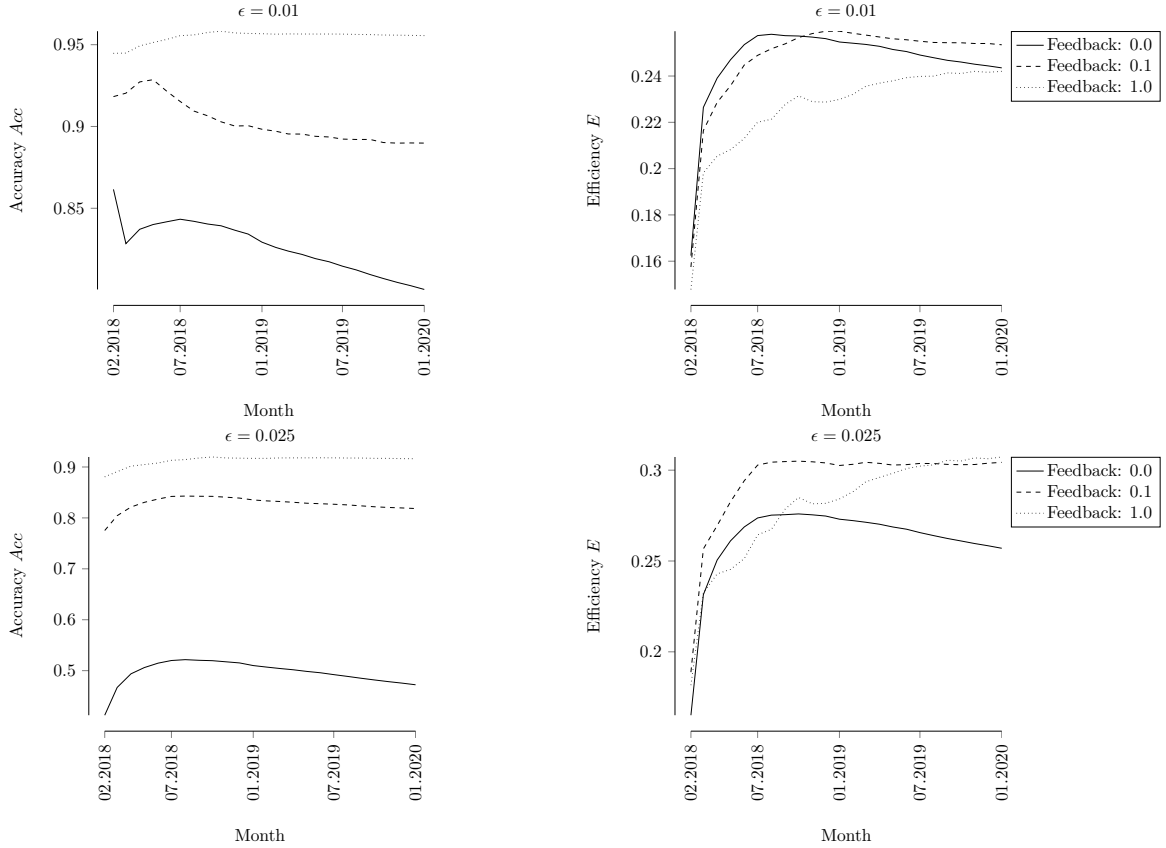 ϵ = 0.01
Accuracy Acc
0.95
0.9
0.85
02.2018
07.2018
01.2019
07.2019
01.2020
Month
ϵ = 0.01
Efficiency E
0.24
0.22
0.2
0.18
0.16
02.2018
07.2018
01.2019
07.2019
01.2020
Month
Feedback: 0.0
Feedback: 0.1
Feedback: 1.0
ϵ = 0.025
Accuracy Acc
0.9
0.8
0.7
0.6
0.5
02.2018
07.2018
01.2019
07.2019
01.2020
Month
ϵ = 0.025
Efficiency E
0.3
0.25
0.2
02.2018
07.2018
01.2019
07.2019
01.2020
Month
Feedback: 0.0
Feedback: 0.1
Feedback: 1.0